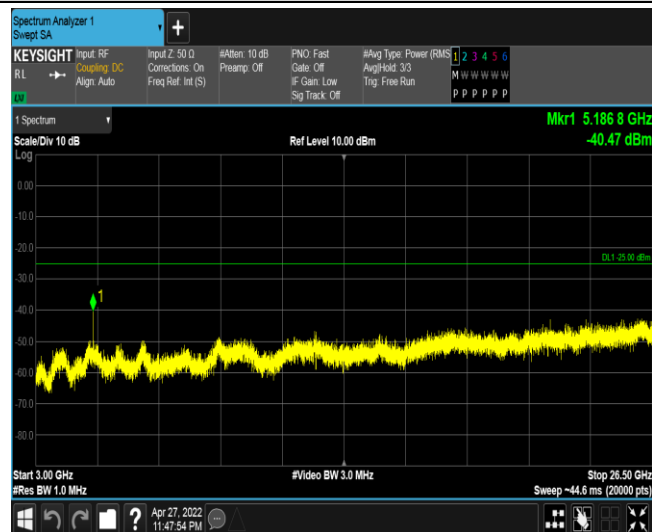 Spectrum Analyzer 1
Swept SA
+
KEYSIGHT
RL
Input: RF
Coupling: DC
Align: Auto
Input Z: 50 Ω
Corrections: On
Freq Ref: Int (S)
#Atten: 10 dB
Preamp: Off
PNO: Fast
Gate: Off
IF Gain: Low
Sig Track: Off
#Avg Type: Power (RMS
Avg|Hold: 3/3
Trig: Free Run
1 2 3 4 5 6
M W W W W W
P P P P P P
1 Spectrum
Mkr1 5.186 8 GHz
Scale/Div 10 dB
Ref Level 10.00 dBm
-40.47 dBm
Log
0.00
-10.0
DL1 -25.00 dBm
-20.0
-30.0
1
-40.0
-50.0
-60.0
-70.0
-80.0
Start 3.00 GHz
#Video BW 3.0 MHz
Stop 26.50 GHz
#Res BW 1.0 MHz
Sweep ~44.6 ms (20000 pts)
?
Apr 27, 2022
11:47:54 PM